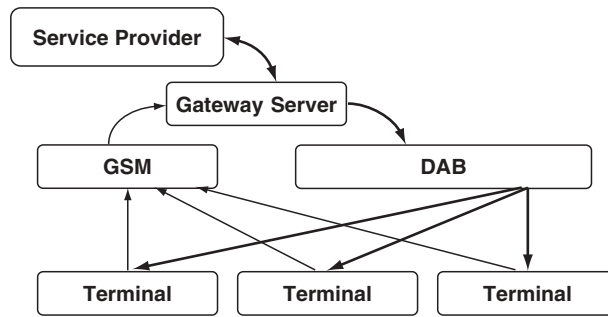 Service Provider
Gateway Server
GSM
DAB
Terminal
Terminal
Terminal